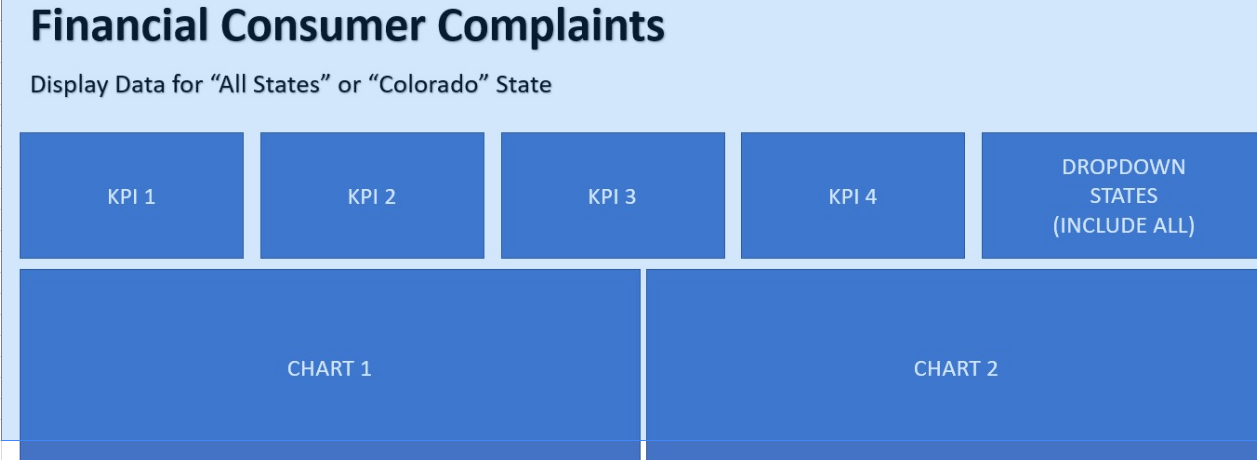 Financial Consumer Complaints
Display Data for “All States” or “Colorado” State
KPI 1
KPI 2
KPI 3
KPI 4
DROPDOWN
STATES
(INCLUDE ALL)
CHART 1
CHART 2